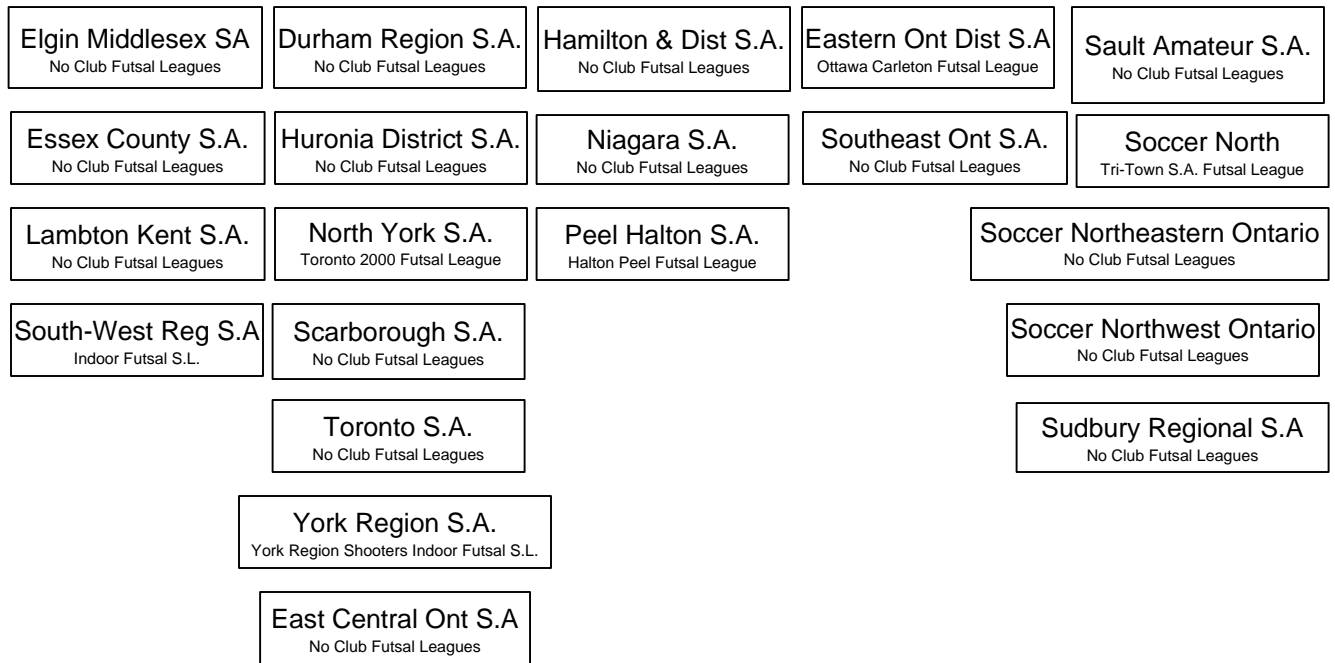 Elgin Middlesex SA
No Club Futsal Leagues
Durham Region S.A.
No Club Futsal Leagues
Hamilton & Dist S.A.
No Club Futsal Leagues
Eastern Ont Dist S.A
Ottawa Carleton Futsal League
Sault Amateur S.A.
No Club Futsal Leagues
Essex County S.A.
No Club Futsal Leagues
Huronia District S.A.
No Club Futsal Leagues
Niagara S.A.
No Club Futsal Leagues
Southeast Ont S.A.
No Club Futsal Leagues
Soccer North
Tri-Town S.A. Futsal League
Lambton Kent S.A.
No Club Futsal Leagues
North York S.A.
Toronto 2000 Futsal League
Peel Halton S.A.
Halton Peel Futsal League
Soccer Northeastern Ontario
No Club Futsal Leagues
South-West Reg S.A
Indoor Futsal S.L.
Scarborough S.A.
No Club Futsal Leagues
Soccer Northwest Ontario
No Club Futsal Leagues
Toronto S.A.
No Club Futsal Leagues
Sudbury Regional S.A
No Club Futsal Leagues
York Region S.A.
York Region Shooters Indoor Futsal S.L.
East Central Ont S.A
No Club Futsal Leagues